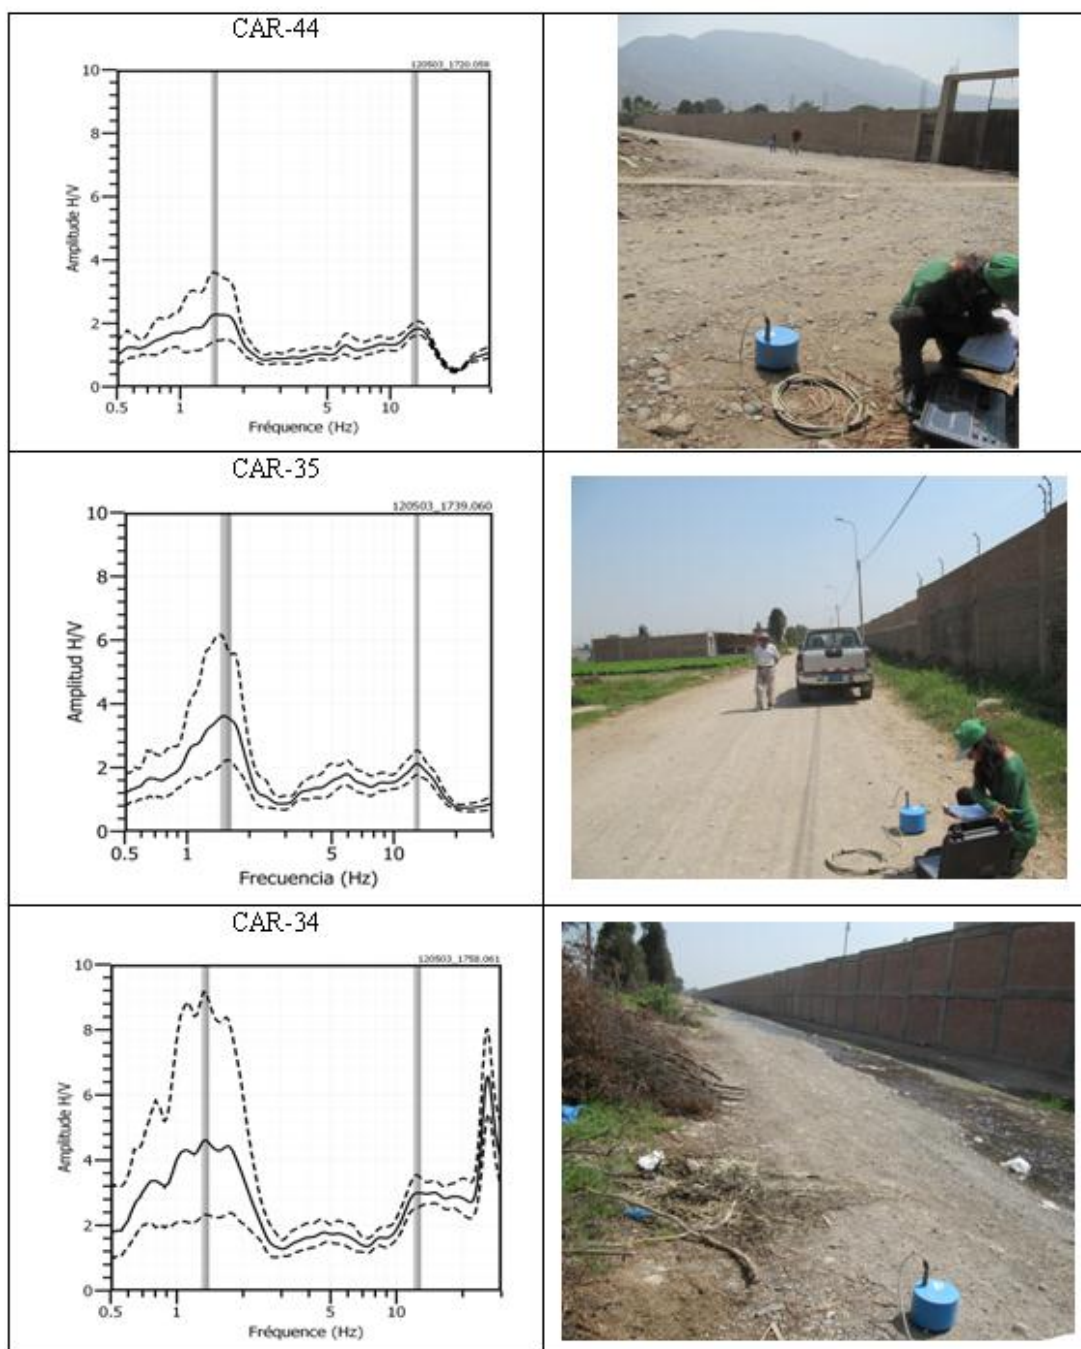 CAR-44
120503_1720.059
10
8
6
4
2
0
0.5 1 5 10
Amplitude H/V
Fréquence (Hz)
CAR-35
120503_1739.060
10
8
6
4
2
0
0.5 1 5 10
Amplitud H/V
Frecuencia (Hz)
CAR-34
120503_1758.061
10
8
6
4
2
0
0.5 1 5 10
Amplitude H/V
Fréquence (Hz)